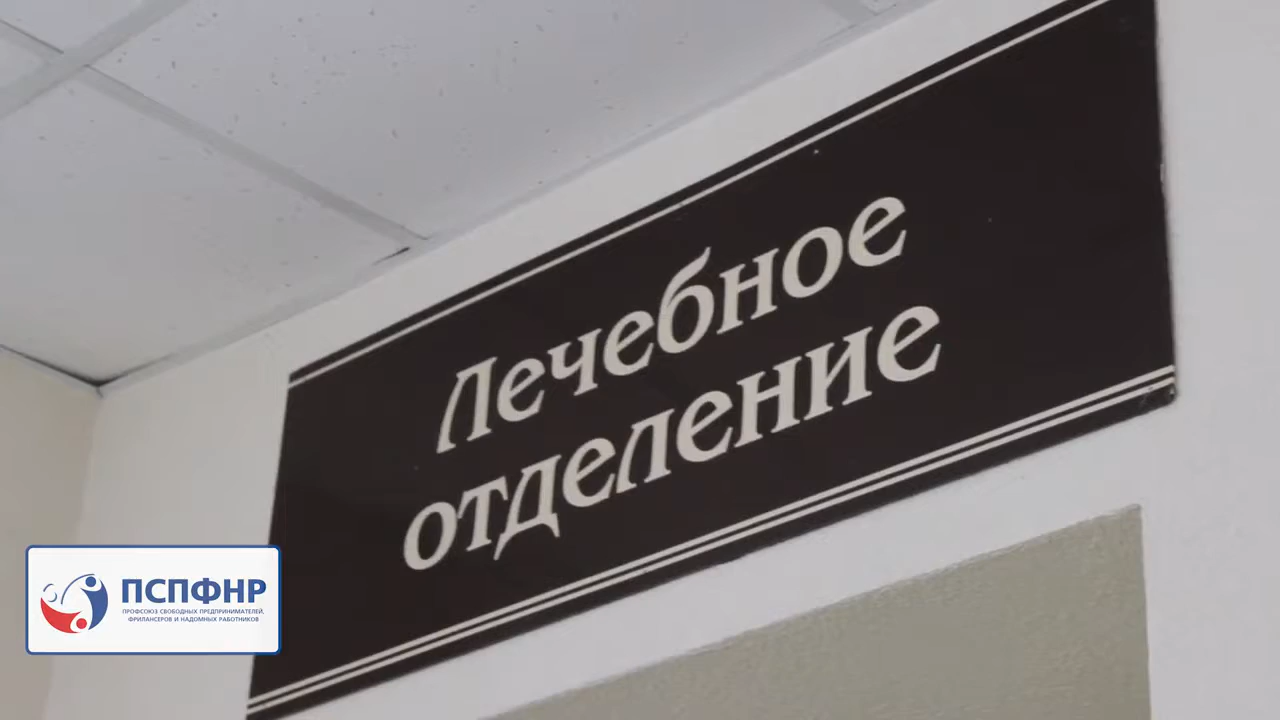 Лечебное
отделение
ПСПФНР
ПРОФСОЮЗ СВОБОДНЫХ ПРЕДПРИНИМАТЕЛЕЙ,
ФРИЛАНСЕРОВ И НАДОМНЫХ РАБОТНИКОВ